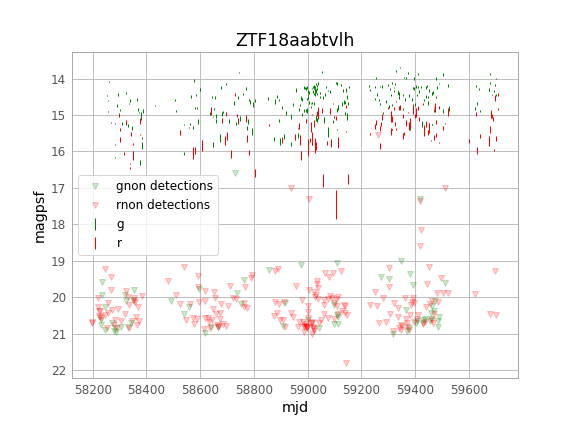 ZTF18aabtvlh
14
15
16
17
18
19
20
21
22
magpsf
gnon detections
rnon detections
g
r
58200 58400 58600 58800 59000 59200 59400 59600
mjd